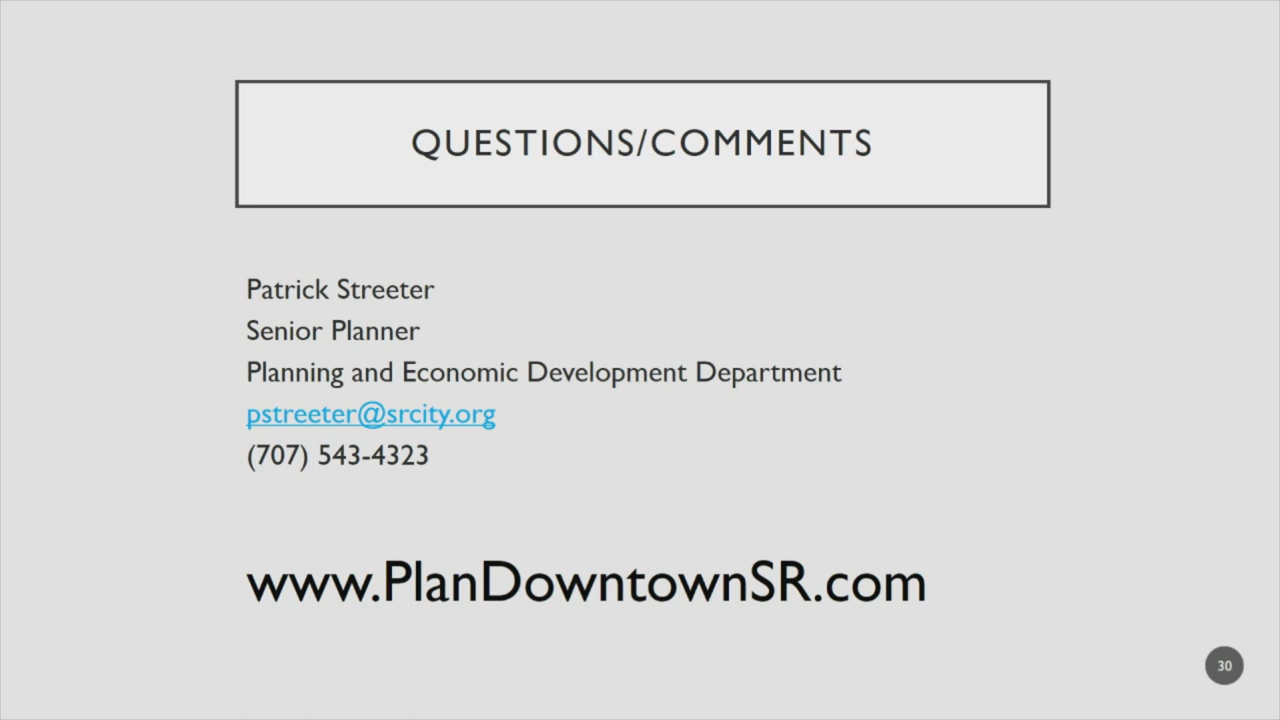 QUESTIONS/COMMENTS
Patrick Streeter
Senior Planner
Planning and Economic Development Department
pstreeter@srcity.org
(707) 543-4323
www.PlanDowntownSR.com
30